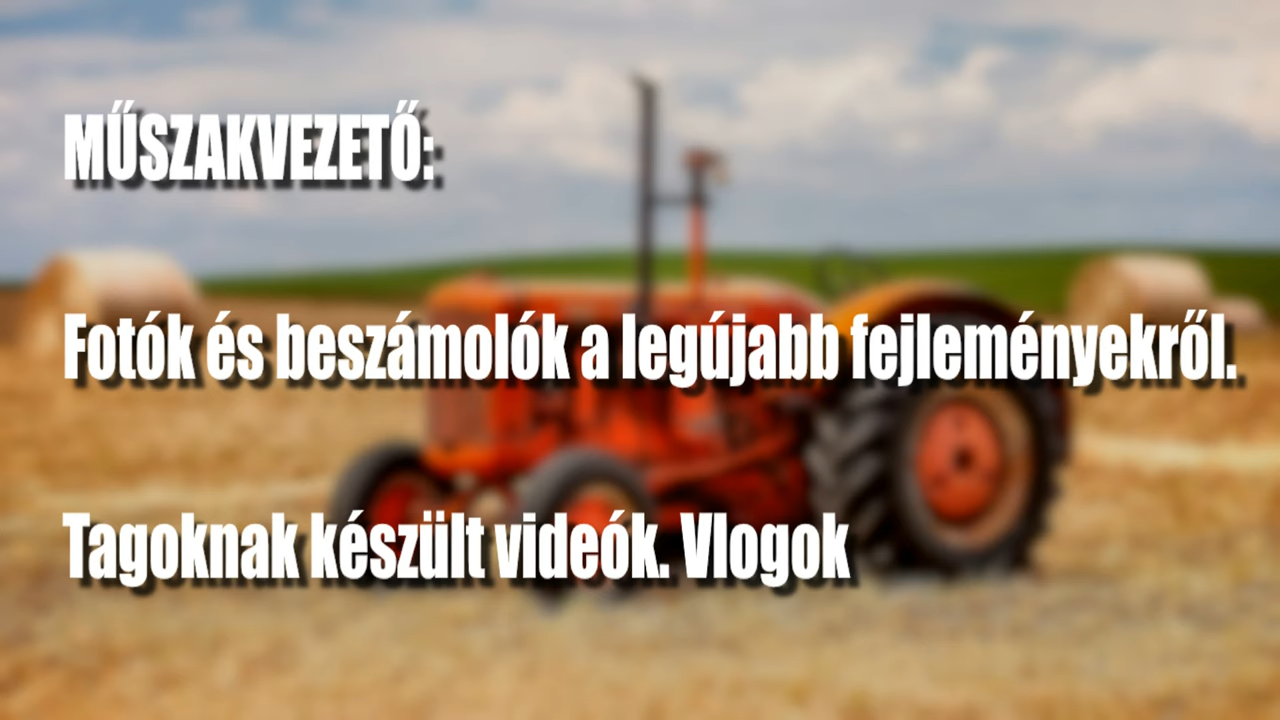 MŰSZAKVEZETŐ:
Fotók és beszámolók a legújabb fejleményekről.
Tagoknak készült videók. Vlogok